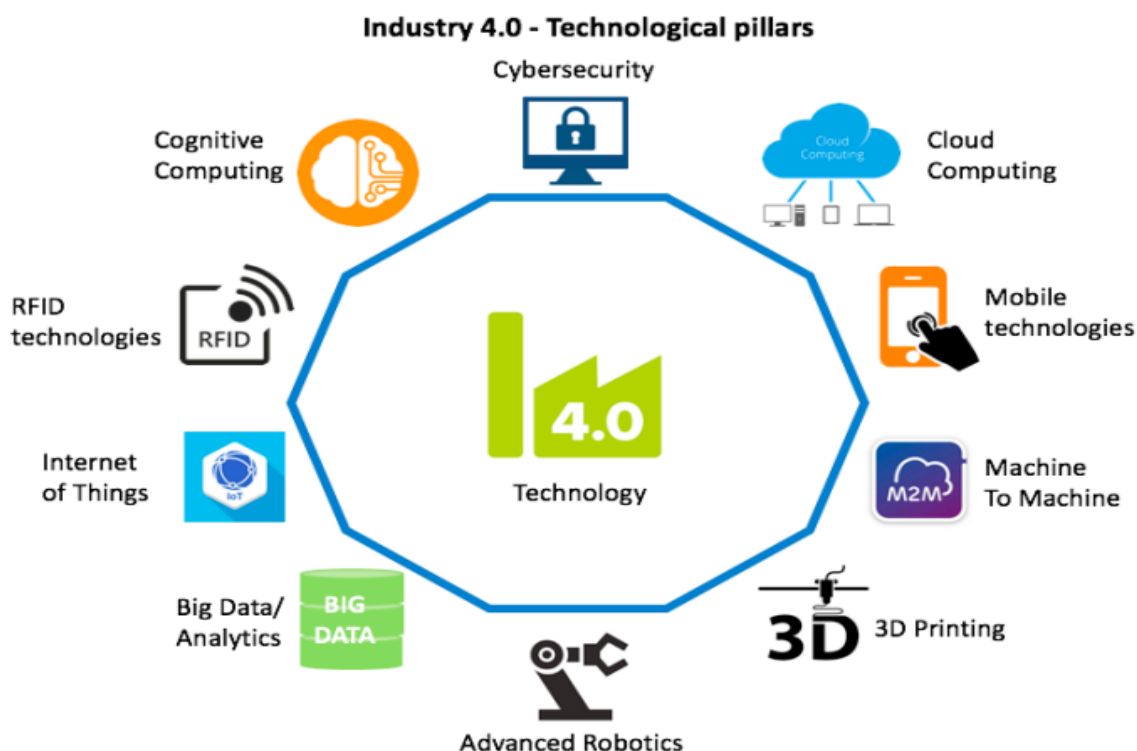 Industry 4.0 - Technological pillars
Cybersecurity
Cognitive
Computing
Cloud
Computing
Cloud
Computing
RFID
technologies
RFID
Mobile
technologies
4.0
Technology
Internet
of Things
IoT
M2M
Machine
To Machine
Big Data/
Analytics
BIG
DATA
3D
3D Printing
Advanced Robotics